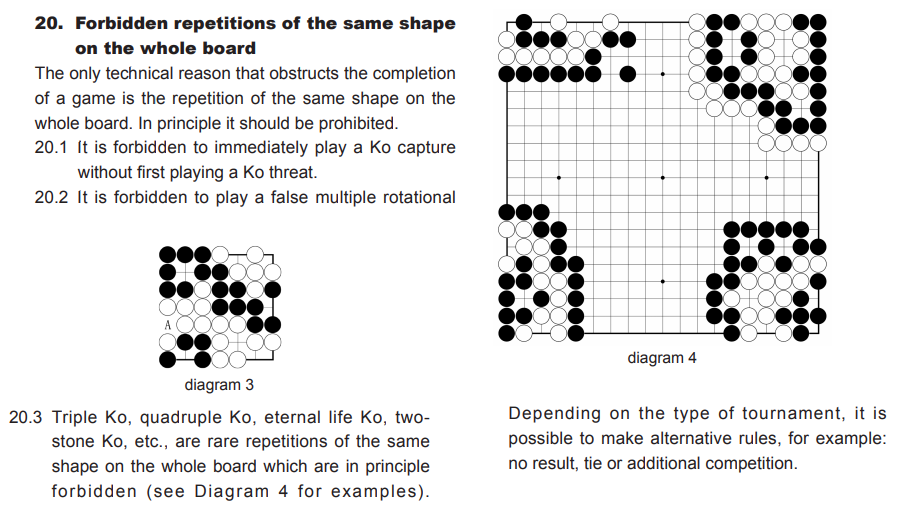 20. Forbidden repetitions of the same shape
on the whole board
The only technical reason that obstructs the completion
of a game is the repetition of the same shape on the
whole board. In principle it should be prohibited.
20.1 It is forbidden to immediately play a Ko capture
without first playing a Ko threat.
20.2 It is forbidden to play a false multiple rotational
A
diagram 3
diagram 4
20.3 Triple Ko, quadruple Ko, eternal life Ko, two-
stone Ko, etc., are rare repetitions of the same
shape on the whole board which are in principle
forbidden (see Diagram 4 for examples).
Depending on the type of tournament, it is
possible to make alternative rules, for example:
no result, tie or additional competition.